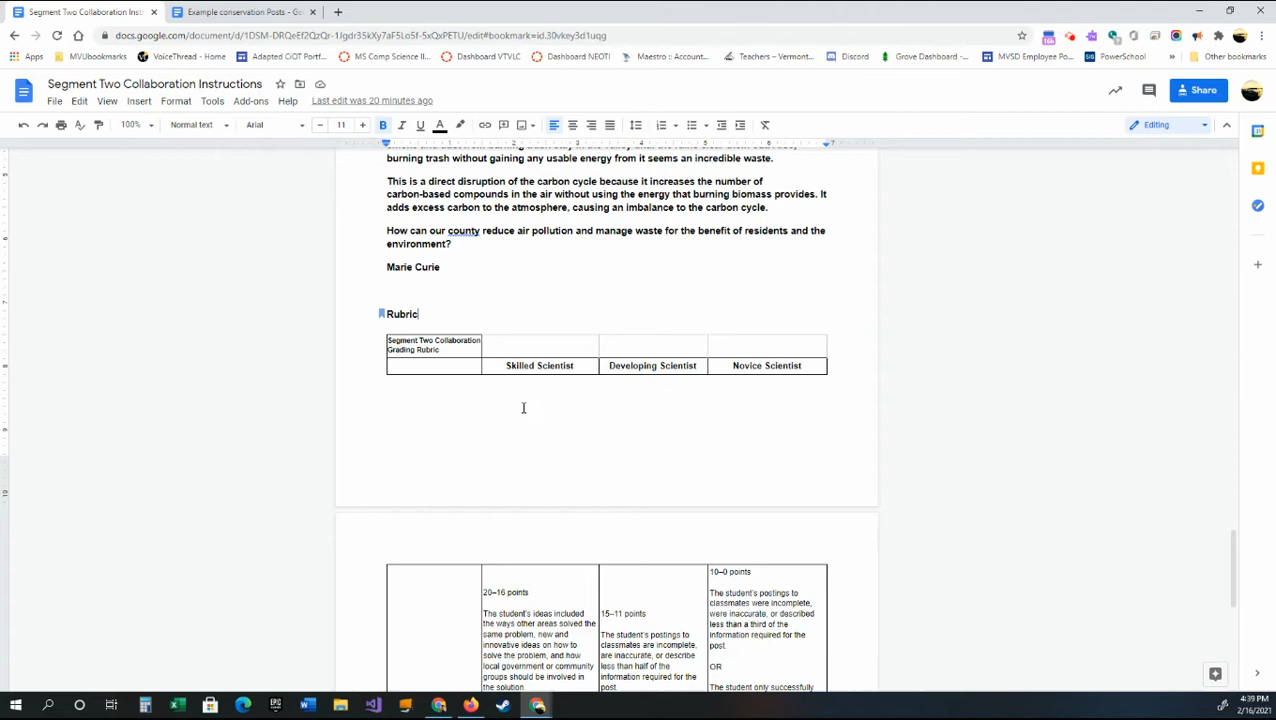 Segment Two Collaboration Instructions
Example conservation Posts - Go
docs.google.com/document/d/1DSM-DRQeEf2QzQr-1Jgdr35kXy7aF5Lo5f-5xQxPETU/edit#bookmark=id.30vkey3d1uqg
Apps
MVUbookmarks
VoiceThread - Home
Adapted CiOT Portf...
MS Comp Science II...
Dashboard VTVLC
Dashboard NEOTI
Maestro :: Account...
Teachers – Vermont...
Discord
Grove Dashboard -...
MVSD Employee Po...
PowerSchool
Other bookmarks
Segment Two Collaboration Instructions
File Edit View Insert Format Tools Add-ons Help Last edit was 20 minutes ago
Share
100% Normal text Arial 11 Editing
burning trash without gaining any usable energy from it seems an incredible waste.
This is a direct disruption of the carbon cycle because it increases the number of
carbon-based compounds in the air without using the energy that burning biomass provides. It
adds excess carbon to the atmosphere, causing an imbalance to the carbon cycle.
How can our county reduce air pollution and manage waste for the benefit of residents and the
environment?
Marie Curie
Rubric
Segment Two Collaboration
Grading Rubric
Skilled Scientist Developing Scientist Novice Scientist
20–16 points
The student's ideas included
the ways other areas solved the
same problem, new and
innovative ideas on how to
solve the problem, and how
local government or community
groups should be involved in
the solution.
15–11 points
The student's postings to
classmates are incomplete,
are inaccurate, or describe
less than half of the
information required for the
post.
10–0 points
The student's postings to
classmates were incomplete,
were inaccurate, or described
less than a third of the
information required for the
post.
OR
The student only successfully
4:39 PM
2/16/2021